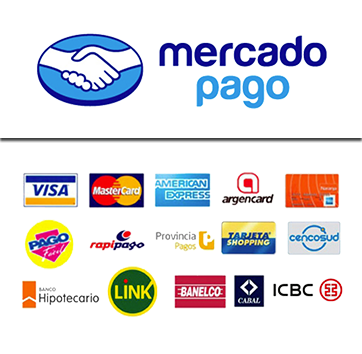 mercado
pago
VISA
MasterCard
AMERICAN
EXPRESS
argencard
PAGO
fácil
rapipago
Provincia
Pagos
TARJETA
SHOPPING
cencosud
BANCO
Hipotecario
LINK
BANELCO
CABAL
ICBC